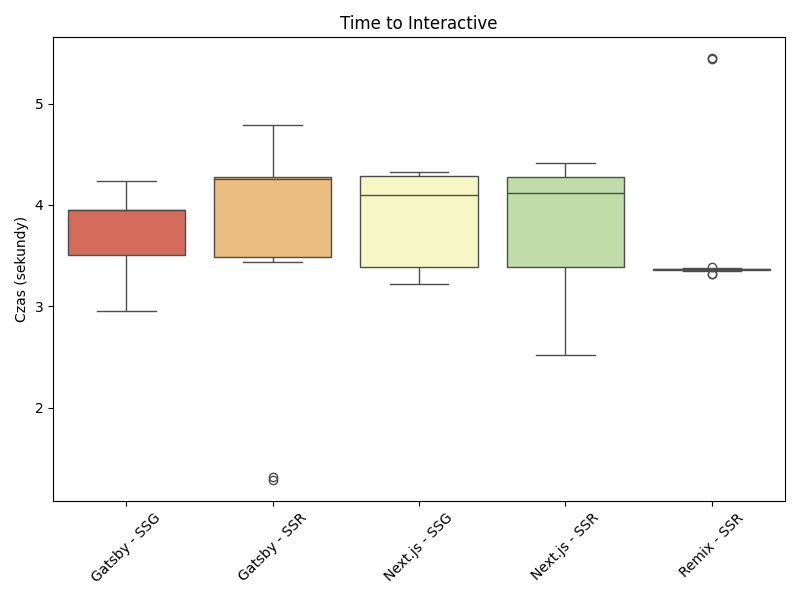 Time to Interactive
Czas (sekundy)
5
4
3
2
Gatsby - SSG
Gatsby - SSR
Next.js - SSG
Next.js - SSR
Remix - SSR